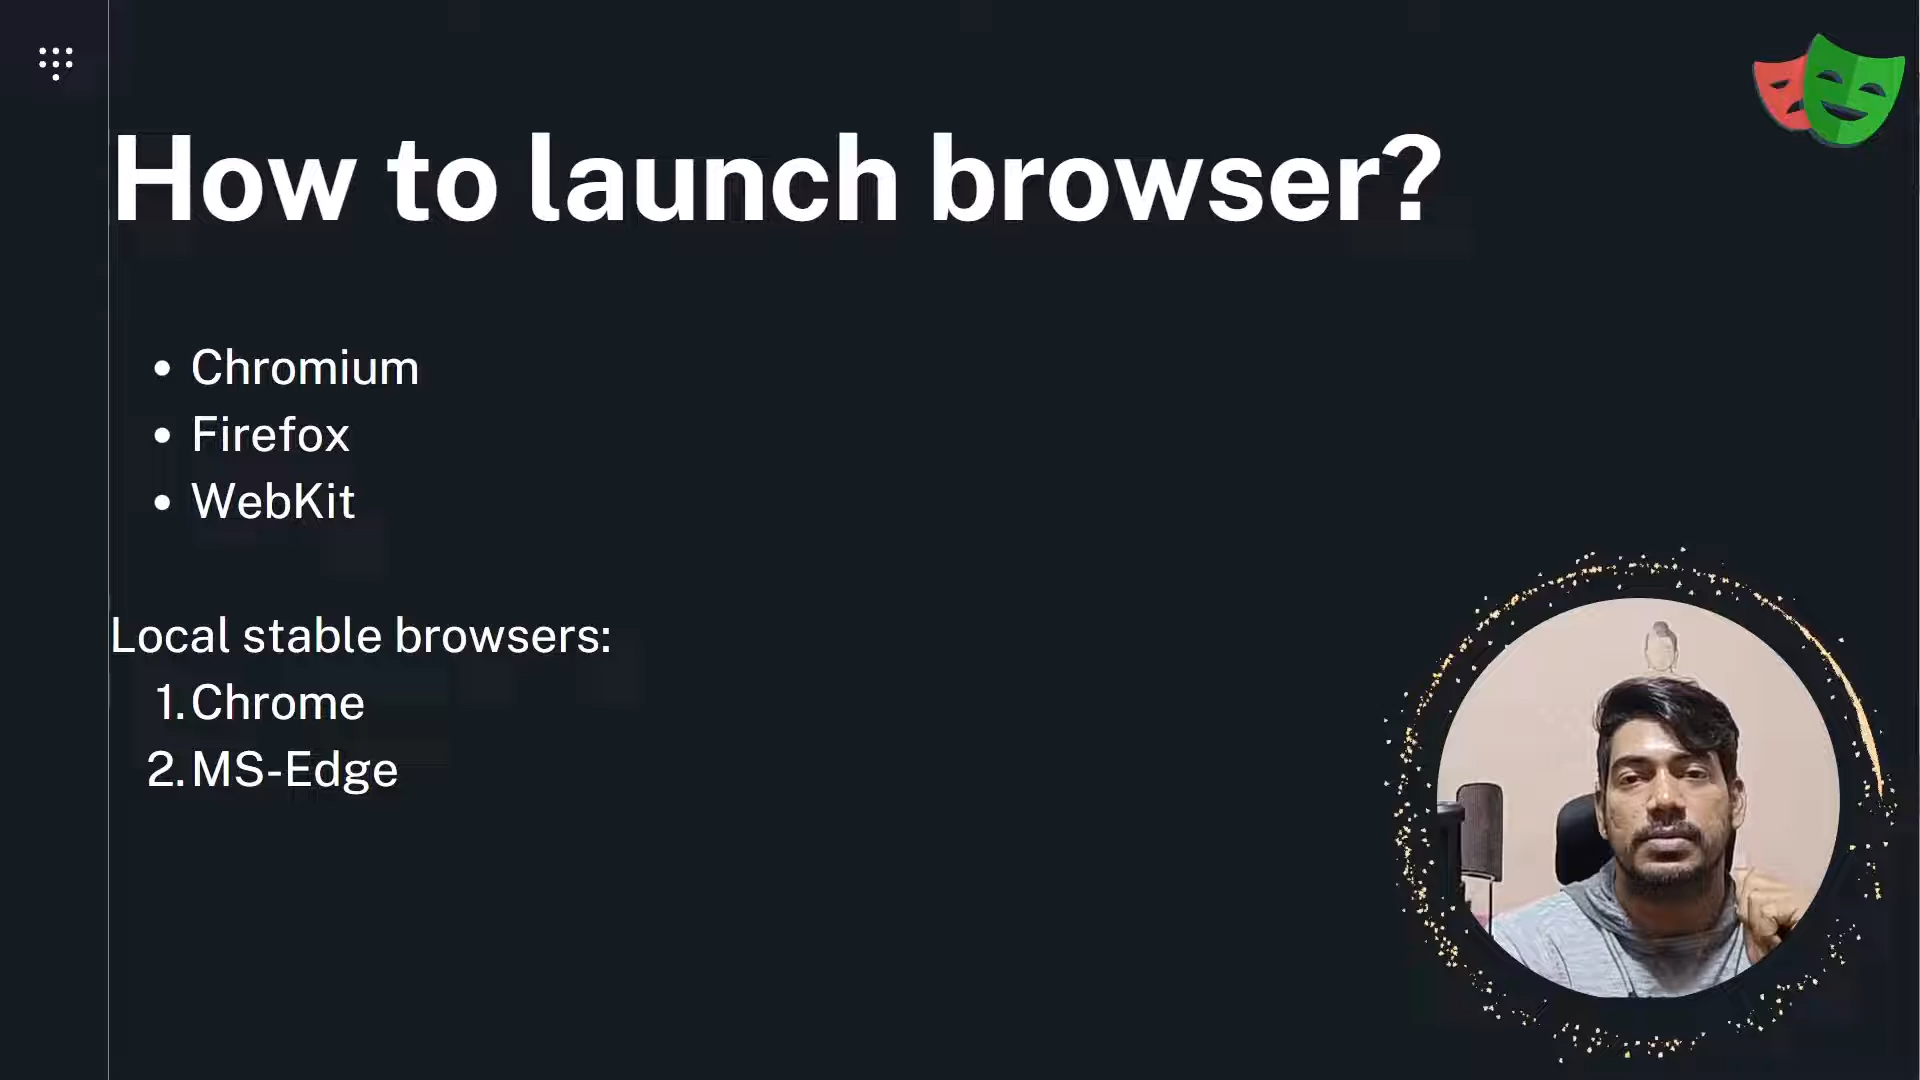 How to launch browser?
• Chromium
• Firefox
• WebKit
Local stable browsers:
1. Chrome
2. MS-Edge